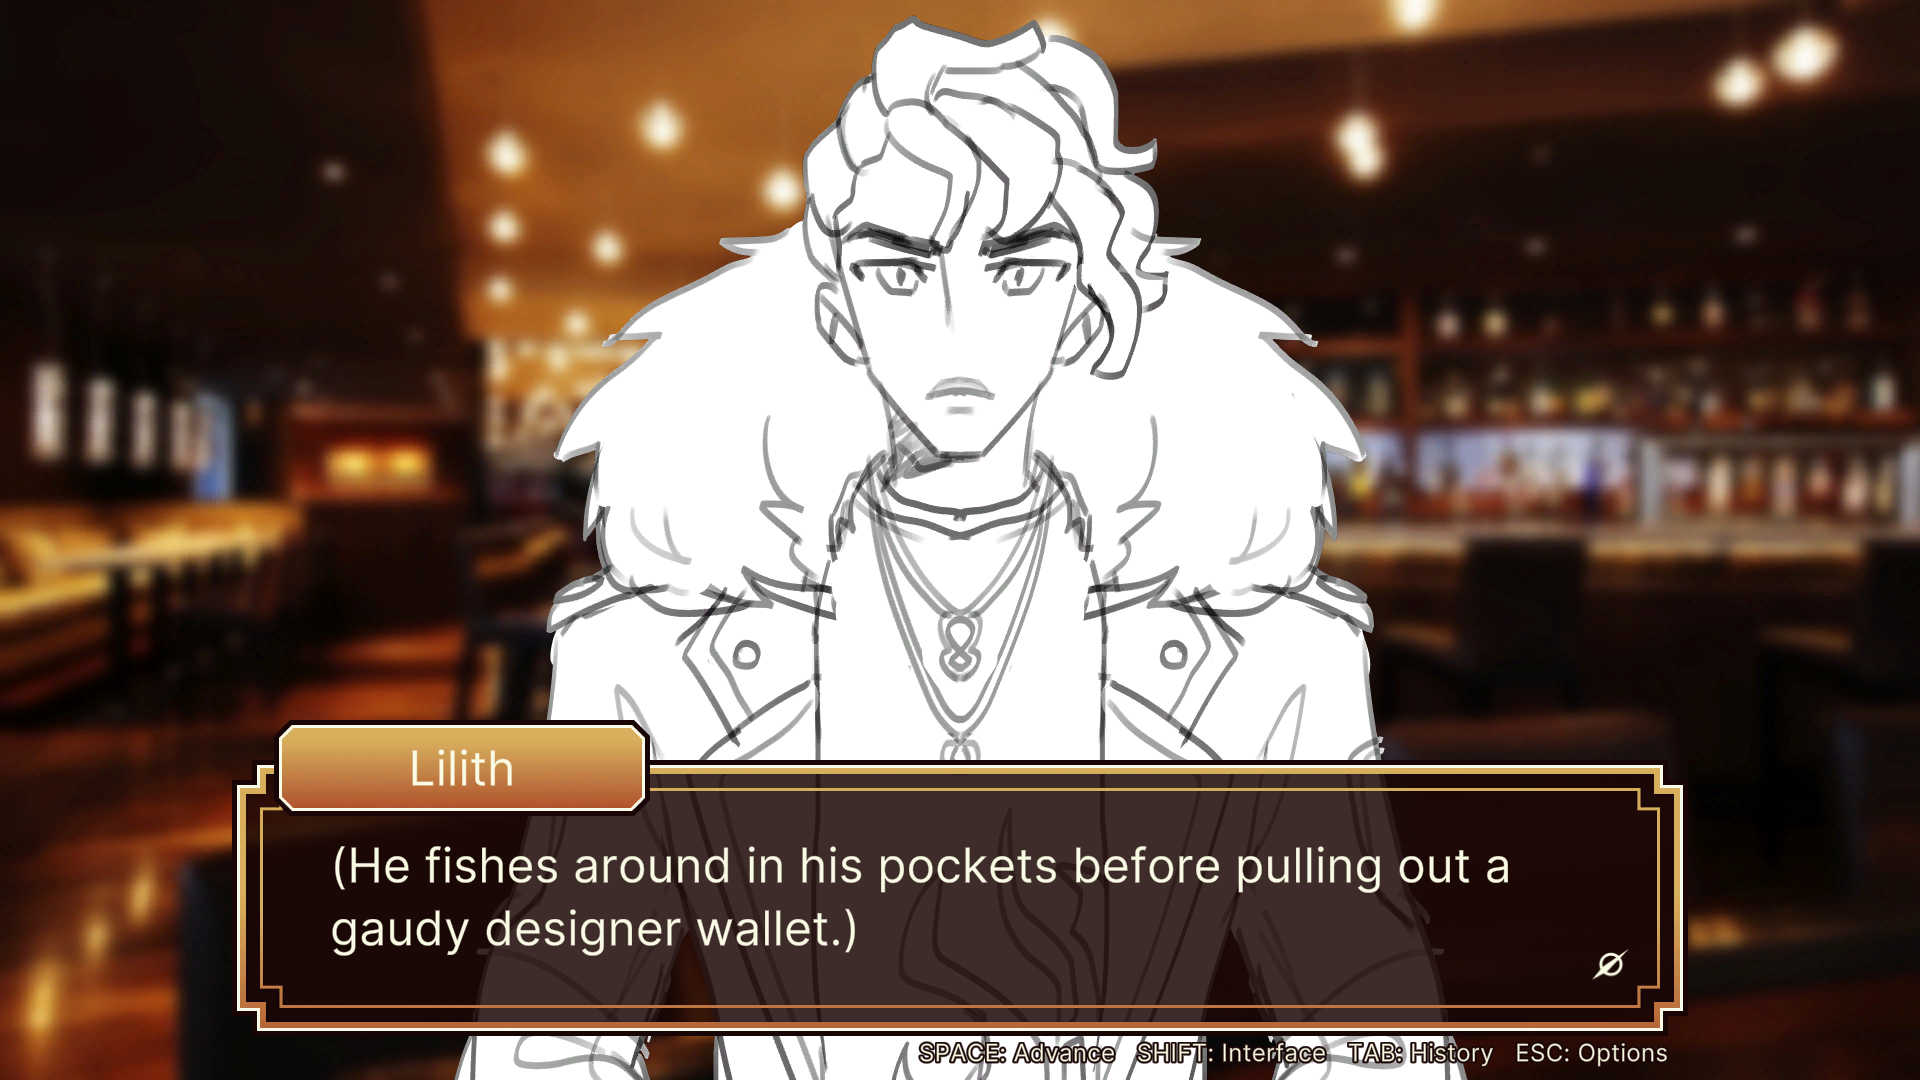 Lilith
(He fishes around in his pockets before pulling out a
gaudy designer wallet.)
SPACE: Advance SHIFT: Interface TAB: History ESC: Options